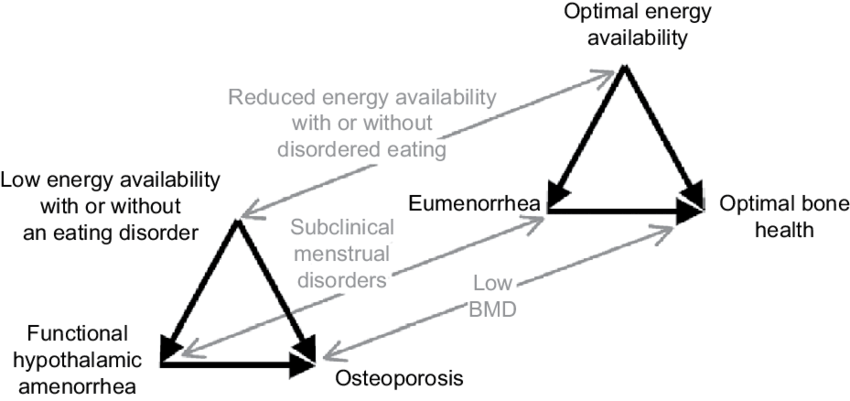 Optimal energy
availability
Reduced energy availability
with or without
disordered eating
Low energy availability
with or without
an eating disorder
Eumenorrhea
Optimal bone
health
Subclinical
menstrual
disorders
Low
BMD
Functional
hypothalamic
amenorrhea
Osteoporosis